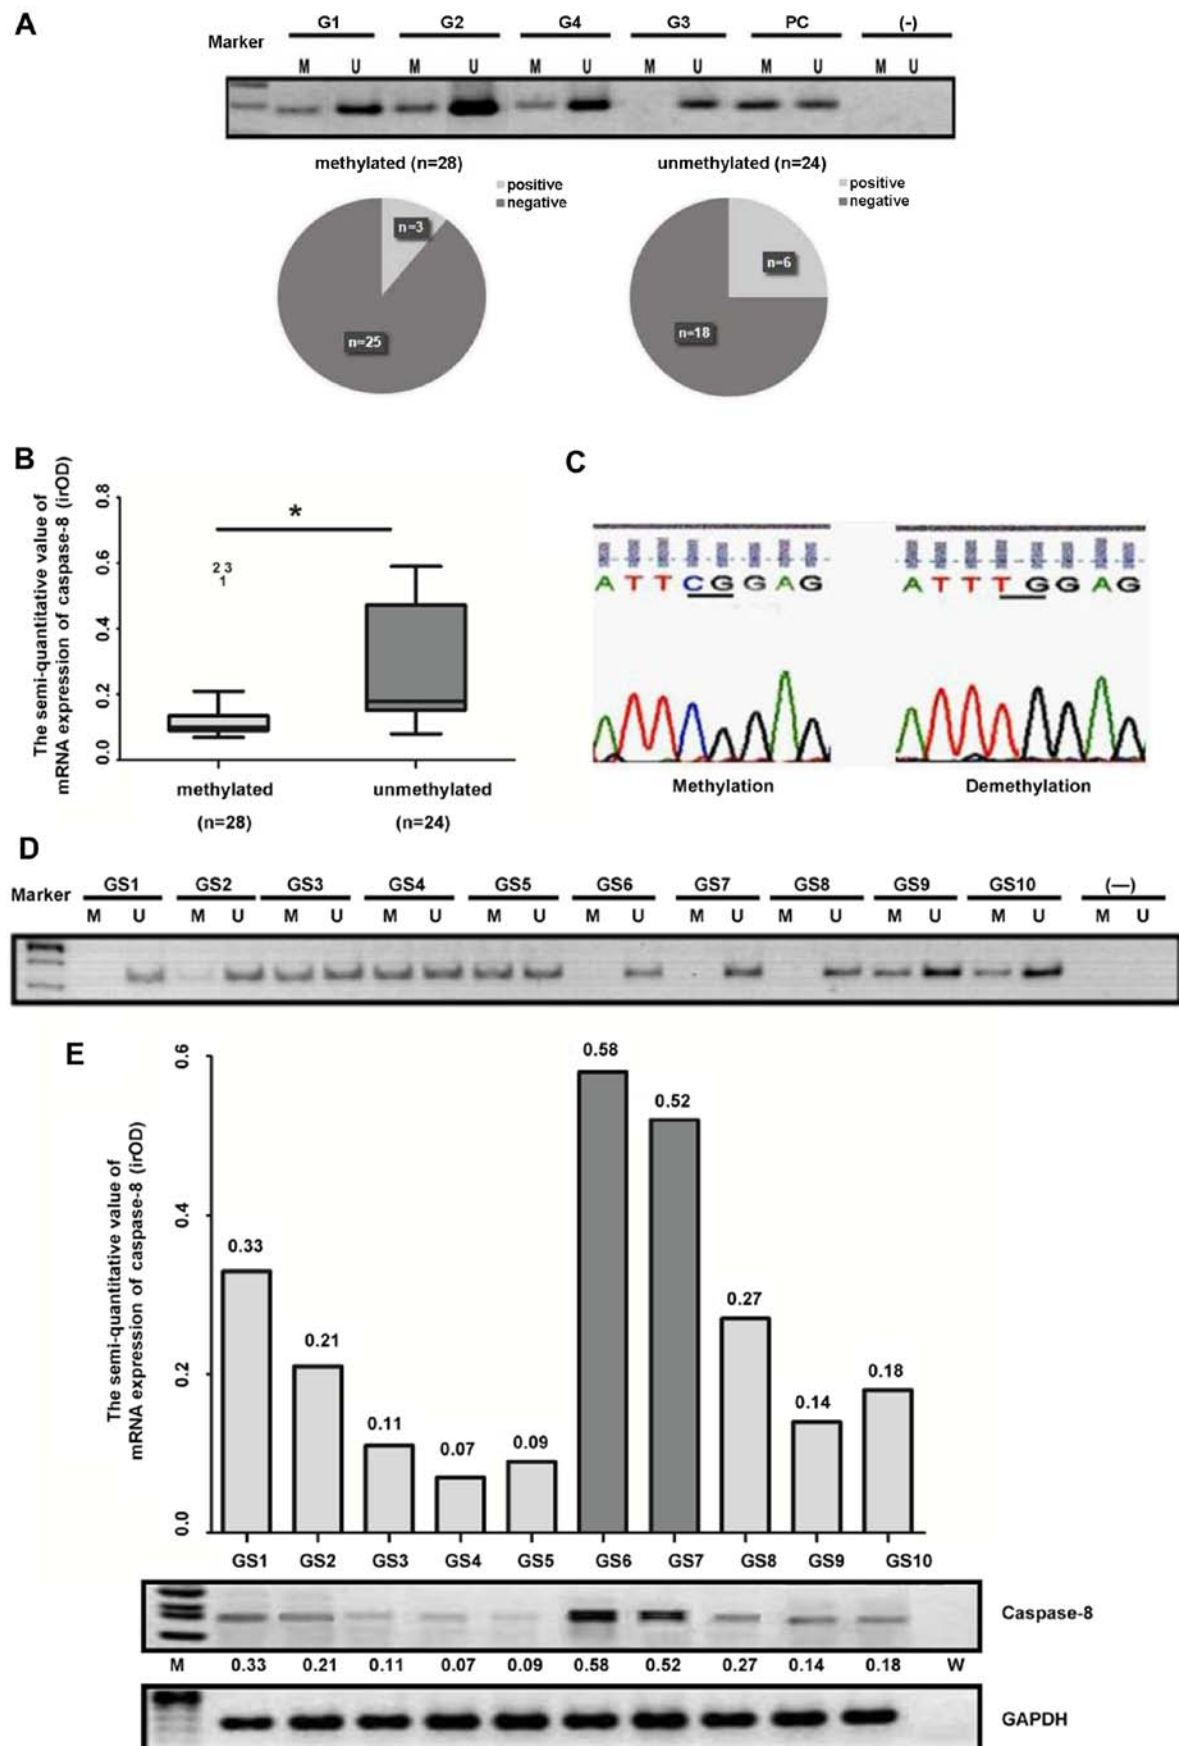 A
Marker G1 G2 G4 G3 PC (-)
M U M U M U M U M U M U
methylated (n=28)
positive
negative
n=3
n=25
unmethylated (n=24)
positive
negative
n=6
n=18
B
The semi-quantitative value of
mRNA expression of caspase-8 (irOD)
0.8
0.6
0.4
0.2
0.0
*
2 3
1
methylated
(n=28)
unmethylated
(n=24)
C
A T T C G G A G
Methylation
A T T T G G A G
Demethylation
D
Marker GS1 GS2 GS3 GS4 GS5 GS6 GS7 GS8 GS9 GS10 (—)
M U M U M U M U M U M U M U M U M U M U M U
E
The semi-quantitative value of
mRNA expression of caspase-8 (irOD)
0.6
0.4
0.2
0.0
0.33
0.21
0.11
0.07
0.09
0.58
0.52
0.27
0.14
0.18
GS1 GS2 GS3 GS4 GS5 GS6 GS7 GS8 GS9 GS10
Caspase-8
M 0.33 0.21 0.11 0.07 0.09 0.58 0.52 0.27 0.14 0.18 W
GAPDH